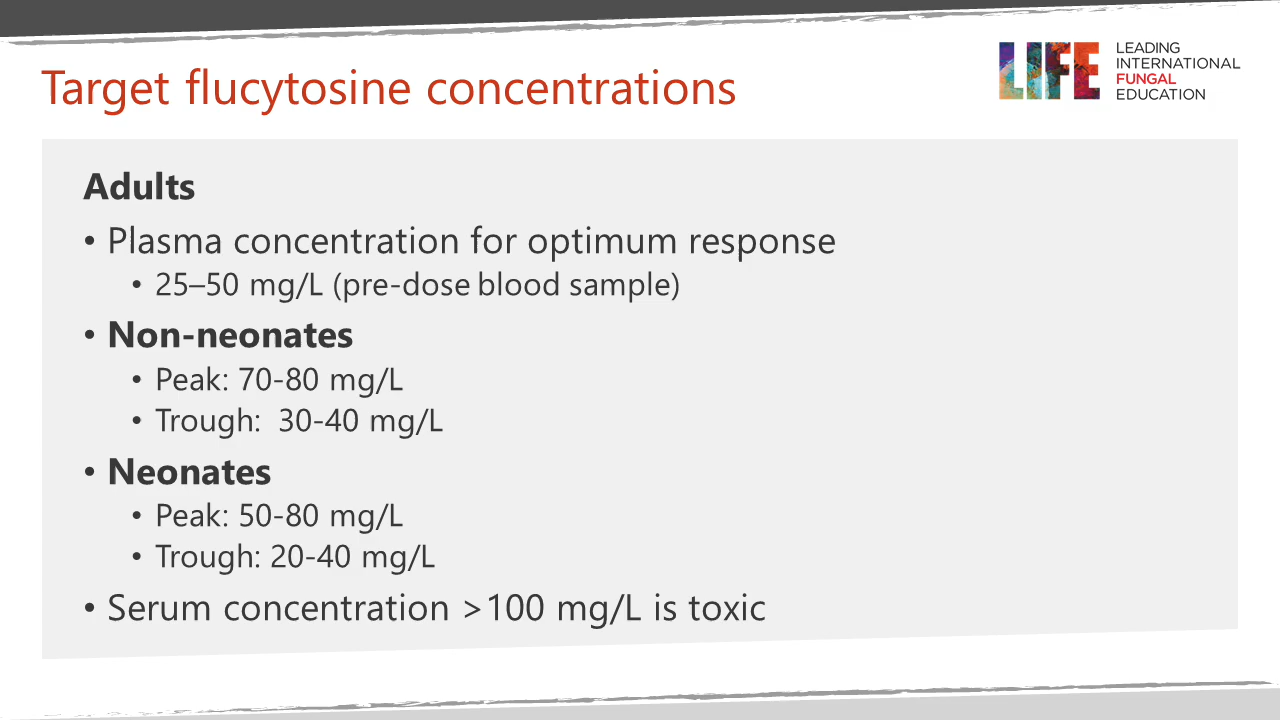 Target flucytosine concentrations
LIFE
LEADING
INTERNATIONAL
FUNGAL
EDUCATION
Adults
• Plasma concentration for optimum response
• 25–50 mg/L (pre-dose blood sample)
• Non-neonates
• Peak: 70-80 mg/L
• Trough:  30-40 mg/L
• Neonates
• Peak: 50-80 mg/L
• Trough: 20-40 mg/L
• Serum concentration >100 mg/L is toxic